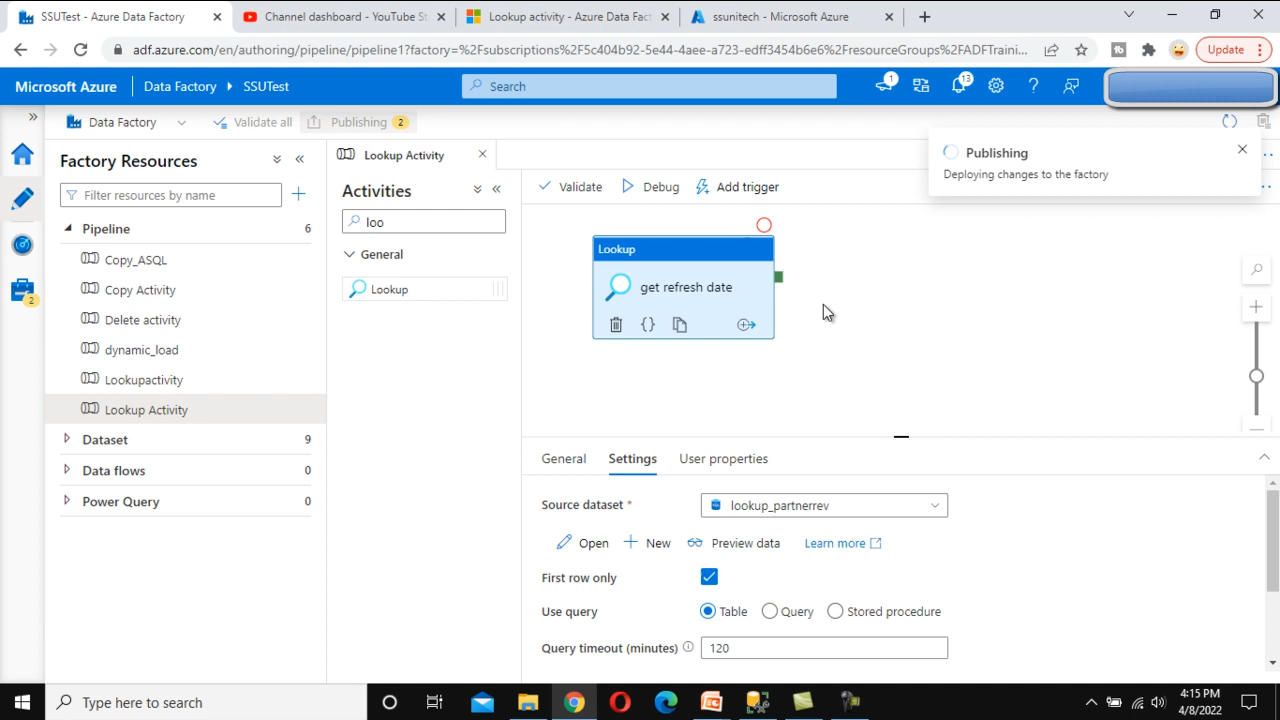 SSUTest - Azure Data Factory
Channel dashboard - YouTube St
Lookup activity - Azure Data Fact
ssunitech - Microsoft Azure
adf.azure.com/en/authoring/pipeline/pipeline1?factory=%2Fsubscriptions%2F5c404b92-5e44-4aee-a723-edff3454b6e6%2FresourceGroups%2FADFTraini...
Update
Microsoft Azure
Data Factory
SSUTest
Search
1
13
Data Factory
Validate all
Publishing
2
Publishing
Deploying changes to the factory
Factory Resources
Filter resources by name
Pipeline
6
Copy_ASQL
Copy Activity
Delete activity
dynamic_load
Lookupactivity
Lookup Activity
Dataset
9
Data flows
0
Power Query
0
2
Lookup Activity
Activities
loo
General
Lookup
Validate
Debug
Add trigger
Lookup
get refresh date
General
Settings
User properties
Source dataset *
lookup_partnerrev
Open
New
Preview data
Learn more
First row only
Use query
Table
Query
Stored procedure
Query timeout (minutes)
120
Type here to search
4:15 PM
4/8/2022